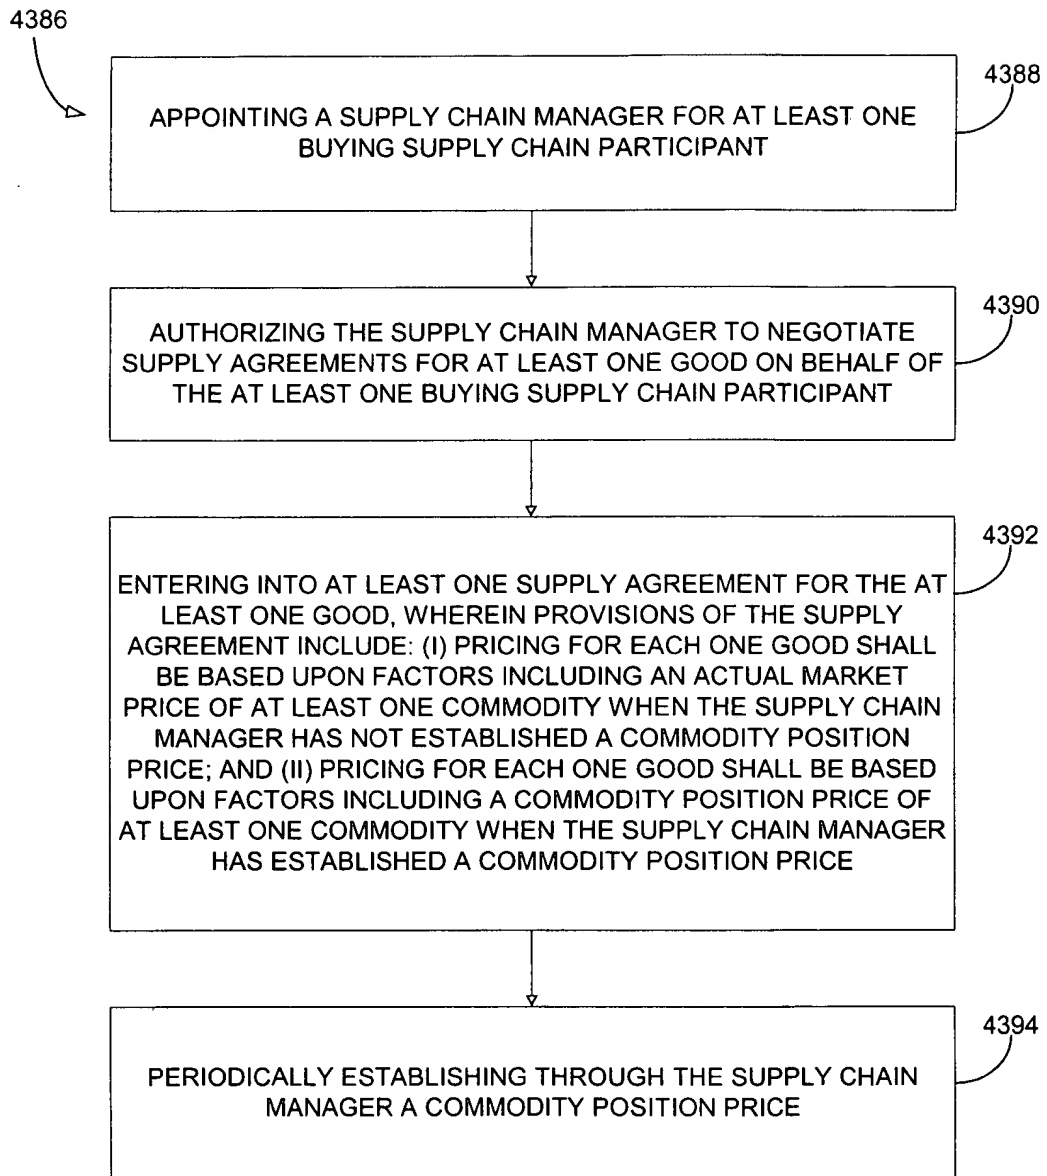 4386
4388
APPOINTING A SUPPLY CHAIN MANAGER FOR AT LEAST ONE
BUYING SUPPLY CHAIN PARTICIPANT
4390
AUTHORIZING THE SUPPLY CHAIN MANAGER TO NEGOTIATE
SUPPLY AGREEMENTS FOR AT LEAST ONE GOOD ON BEHALF OF
THE AT LEAST ONE BUYING SUPPLY CHAIN PARTICIPANT
4392
ENTERING INTO AT LEAST ONE SUPPLY AGREEMENT FOR THE AT
LEAST ONE GOOD, WHEREIN PROVISIONS OF THE SUPPLY
AGREEMENT INCLUDE: (I) PRICING FOR EACH ONE GOOD SHALL
BE BASED UPON FACTORS INCLUDING AN ACTUAL MARKET
PRICE OF AT LEAST ONE COMMODITY WHEN THE SUPPLY CHAIN
MANAGER HAS NOT ESTABLISHED A COMMODITY POSITION
PRICE; AND (II) PRICING FOR EACH ONE GOOD SHALL BE BASED
UPON FACTORS INCLUDING A COMMODITY POSITION PRICE OF
AT LEAST ONE COMMODITY WHEN THE SUPPLY CHAIN MANAGER
HAS ESTABLISHED A COMMODITY POSITION PRICE
4394
PERIODICALLY ESTABLISHING THROUGH THE SUPPLY CHAIN
MANAGER A COMMODITY POSITION PRICE